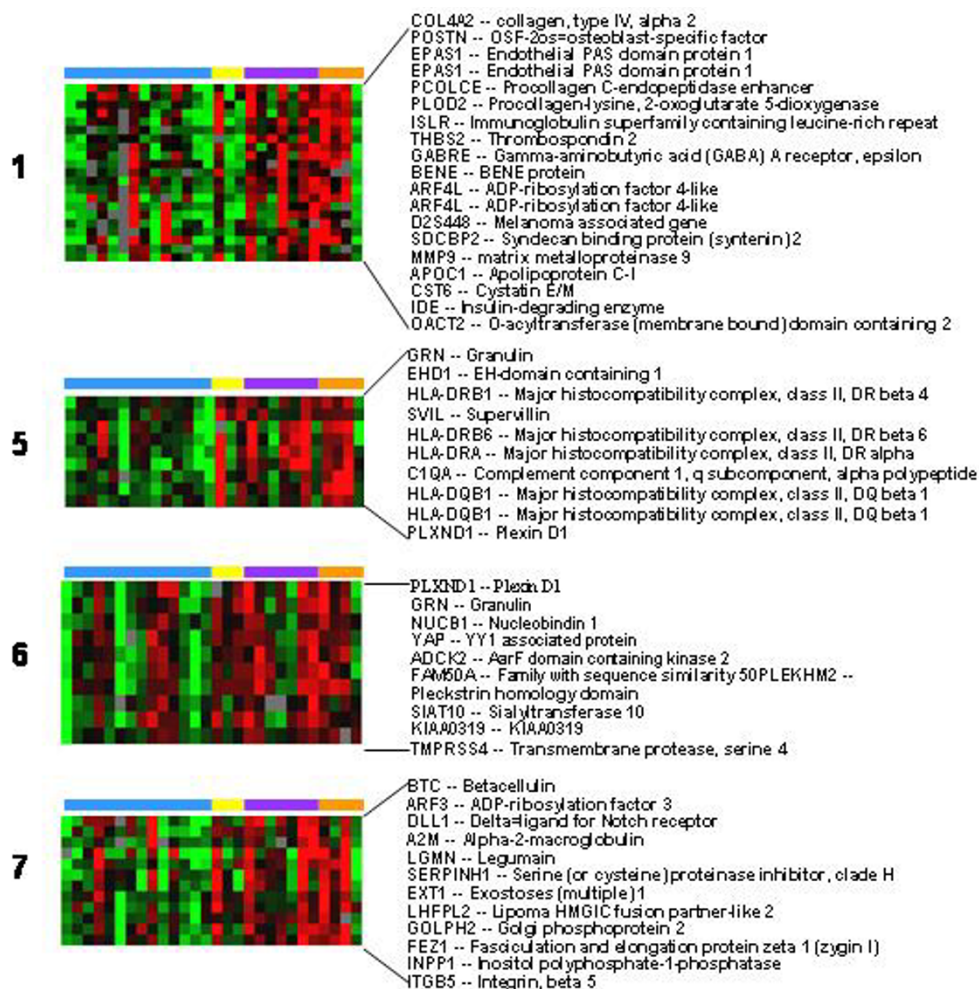 1
COL4A2 -- collagen, type IV, alpha 2
POSTN -- OSF-2os=osteoblast-specific factor
EPAS1 -- Endothelial PAS domain protein 1
EPAS1 -- Endothelial PAS domain protein 1
PCOLCE -- Procollagen C-endopeptidase enhancer
PLOD2 -- Procollagen-lysine, 2-oxoglutarate 5-dioxygenase
ISLR -- Immunoglobulin superfamily containing leucine-rich repeat
THBS2 -- Thrombospondin 2
GABRE -- Gamma-aminobutyric acid (GABA) A receptor, epsilon
BENE -- BENE protein
ARF4L -- ADP-ribosylation factor 4-like
ARF4L -- ADP-ribosylation factor 4-like
D2S448 -- Melanoma associated gene
SDCBP2 -- Syndecan binding protein (syntenin) 2
MMP9 -- matrix metalloproteinase 9
APOC1 -- Apolipoprotein C-I
CST6 -- Cystatin E/M
IDE -- Insulin-degrading enzyme
OACT2 -- O-acyltransferase (membrane bound) domain containing 2
5
GRN -- Granulin
EHD1 -- EH-domain containing 1
HLA-DRB1 -- Major histocompatibility complex, class II, DR beta 4
SVIL -- Supervillin
HLA-DRB6 -- Major histocompatibility complex, class II, DR beta 6
HLA-DRA -- Major histocompatibility complex, class II, DR alpha
C1QA -- Complement component 1, q subcomponent, alpha polypeptide
HLA-DQB1 -- Major histocompatibility complex, class II, DQ beta 1
HLA-DQB1 -- Major histocompatibility complex, class II, DQ beta 1
PLXND1 -- Plexin D1
6
PLXND1 -- Plexin D1
GRN -- Granulin
NUCB1 -- Nucleobindin 1
YAP -- YY1 associated protein
ADCK2 -- AarF domain containing kinase 2
FAM50A -- Family with sequence similarity 50PLEKHM2 --
Pleckstrin homology domain
SIAT10 -- Sialyltransferase 10
KIAA0319 -- KIAA0319
TMPRSS4 -- Transmembrane protease, serine 4
7
BTC -- Betacellulin
ARF3 -- ADP-ribosylation factor 3
DLL1 -- Delta=ligand for Notch receptor
A2M -- Alpha-2-macroglobulin
LGMN -- Legumain
SERPINH1 -- Serine (or cysteine) proteinase inhibitor, clade H
EXT1 -- Exostoses (multiple) 1
LHFPL2 -- Lipoma HMGIC fusion partner-like 2
GOLPH2 -- Golgi phosphoprotein 2
FEZ1 -- Fasciculation and elongation protein zeta 1 (zygin I)
INPP1 -- Inositol polyphosphate-1-phosphatase
ITGB5 -- Integrin, beta 5